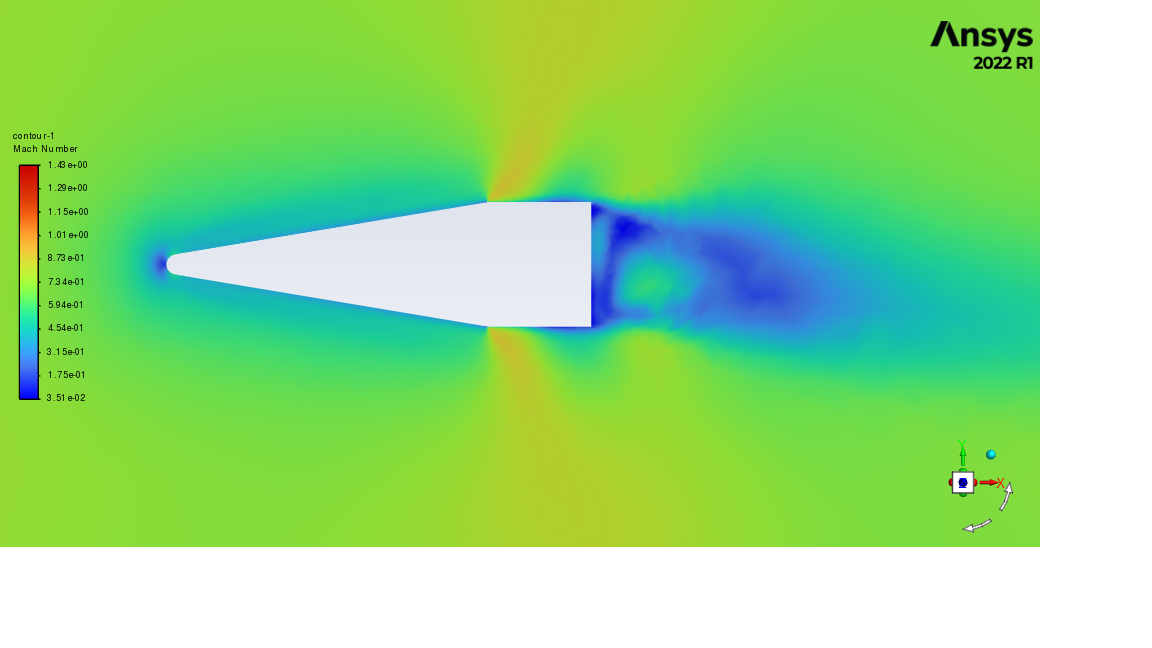 Ansys
2022 R1
contour-1
Mach Number
1.43e+00
1.29e+00
1.15e+00
1.01e+00
8.73e-01
7.34e-01
5.94e-01
4.54e-01
3.15e-01
1.75e-01
3.51e-02
Y
Z X